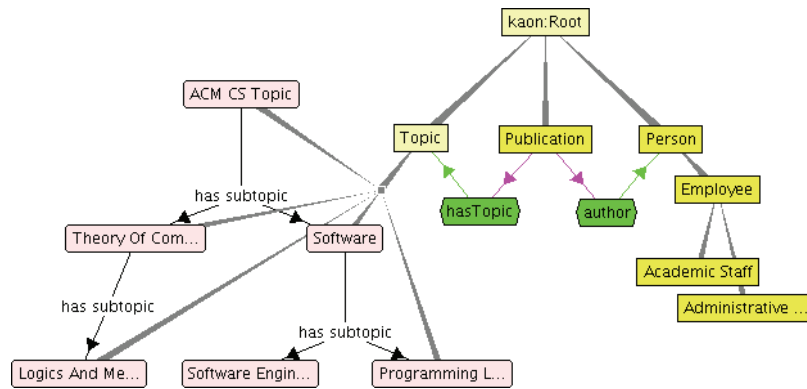 kaon:Root
ACM CS Topic
Topic
Publication
Person
has subtopic
Employee
hasTopic
author
Theory Of Com...
Software
Academic Staff
Administrative ...
has subtopic
has subtopic
Logics And Me...
Software Engin...
Programming L...